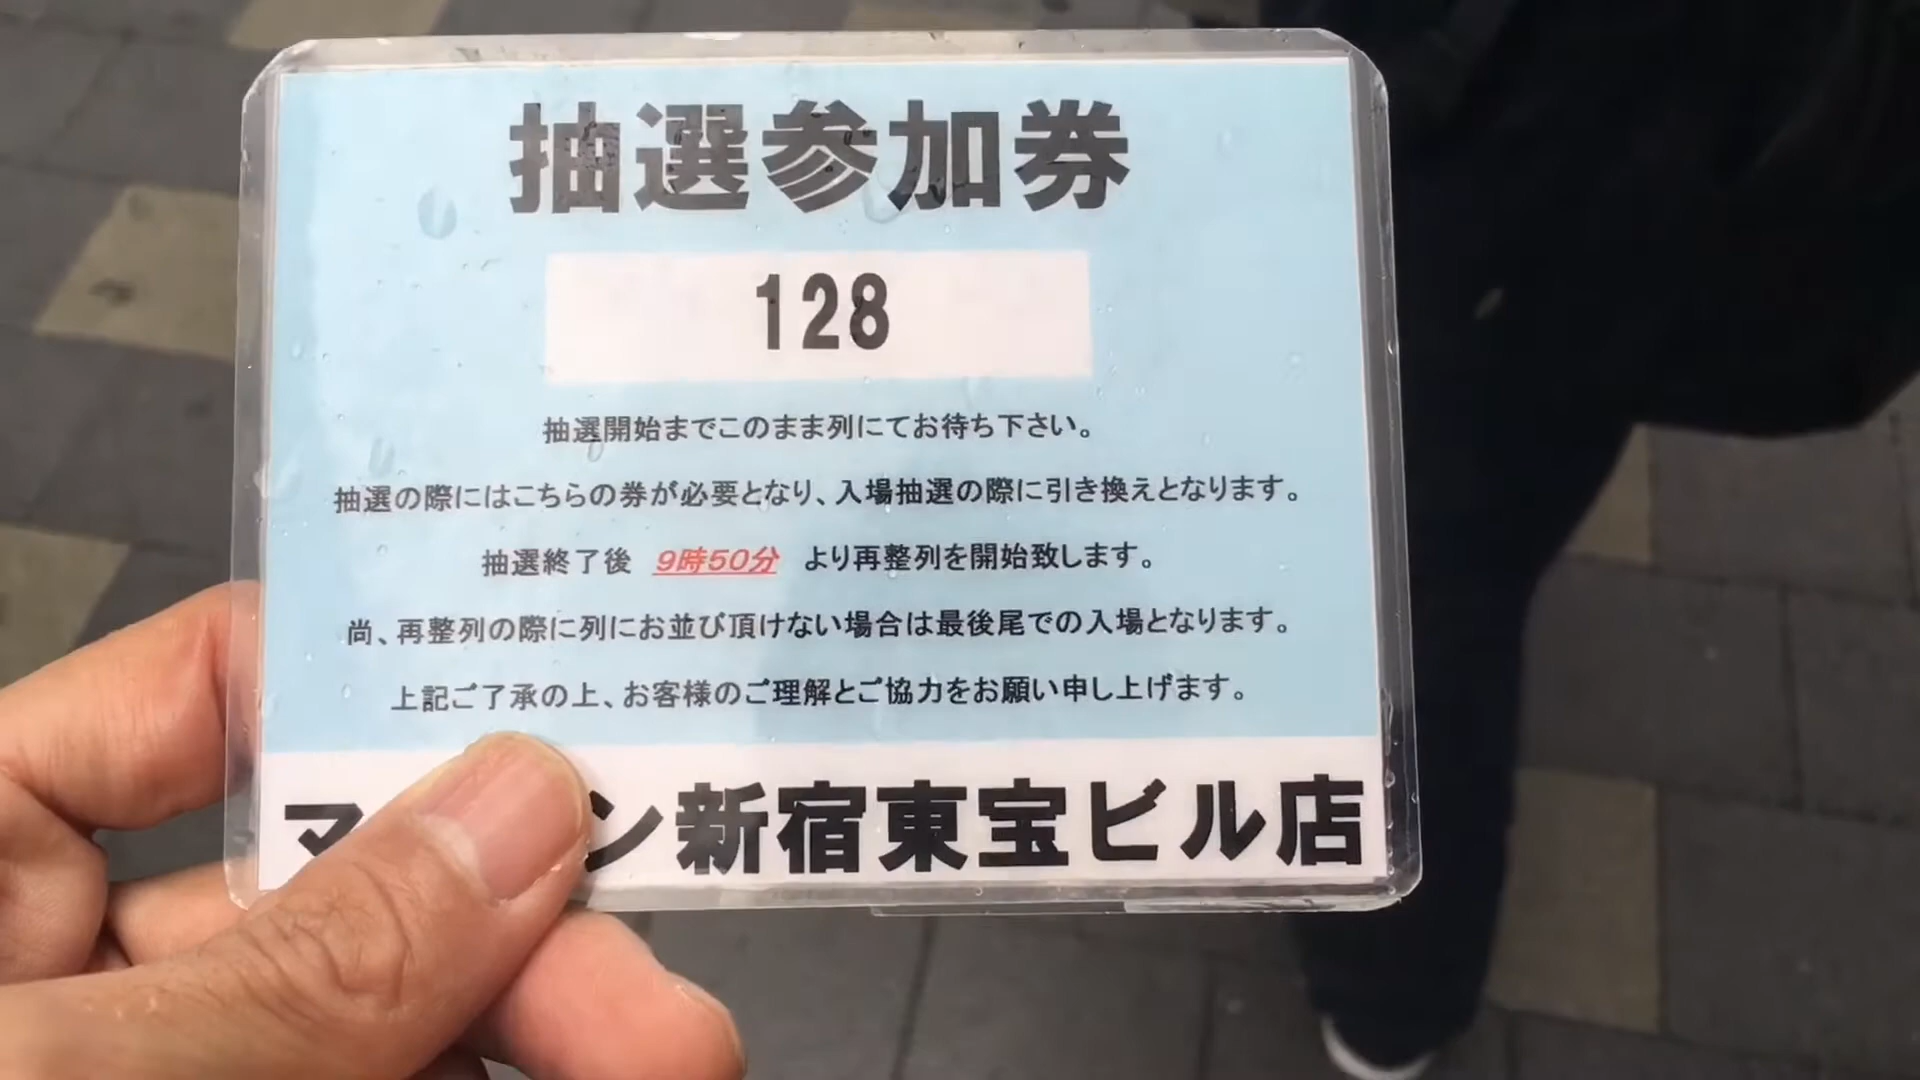 抽選参加券
128
抽選開始までこのまま列にてお待ち下さい。
抽選の際にはこちらの券が必要となり、入場抽選の際に引き換えとなります。
抽選終了後 9時50分 より再整列を開始致します。
尚、再整列の際に列にお並び頂けない場合は最後尾での入場となります。
上記ご了承の上、お客様のご理解とご協力をお願い申し上げます。
新宿東宝ビル店